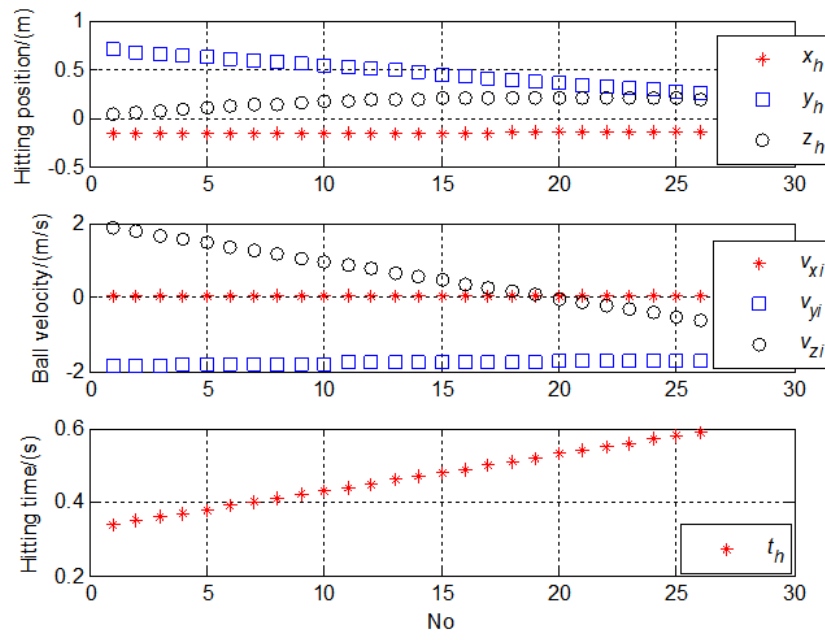 Hitting position/(m)
1
0.5
0
-0.5
0 5 10 15 20 25 30
x_h
y_h
z_h
Ball velocity/(m/s)
2
0
-2
0 5 10 15 20 25 30
v_xi
v_yi
v_zi
Hitting time/(s)
0.6
0.4
0.2
0 5 10 15 20 25 30
t_h
No